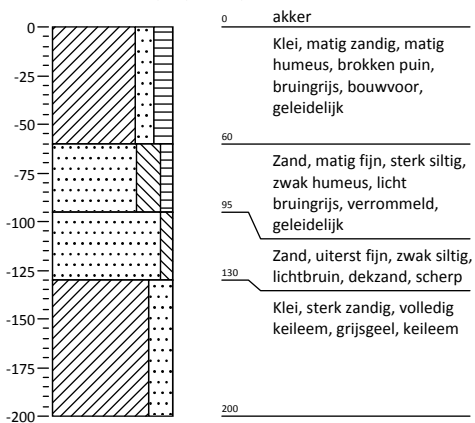 0
-25
-50
-75
-100
-125
-150
-175
-200
0 akker
Klei, matig zandig, matig
humeus, brokken puin,
bruingrijs, bouwvoor,
geleidelijk
60
Zand, matig fijn, sterk siltig,
zwak humeus, licht
bruingrijs, verrommeld,
geleidelijk
95
Zand, uiterst fijn, zwak siltig,
lichtbruin, dekzand, scherp
130
Klei, sterk zandig, volledig
keileem, grijsgeel, keileem
200